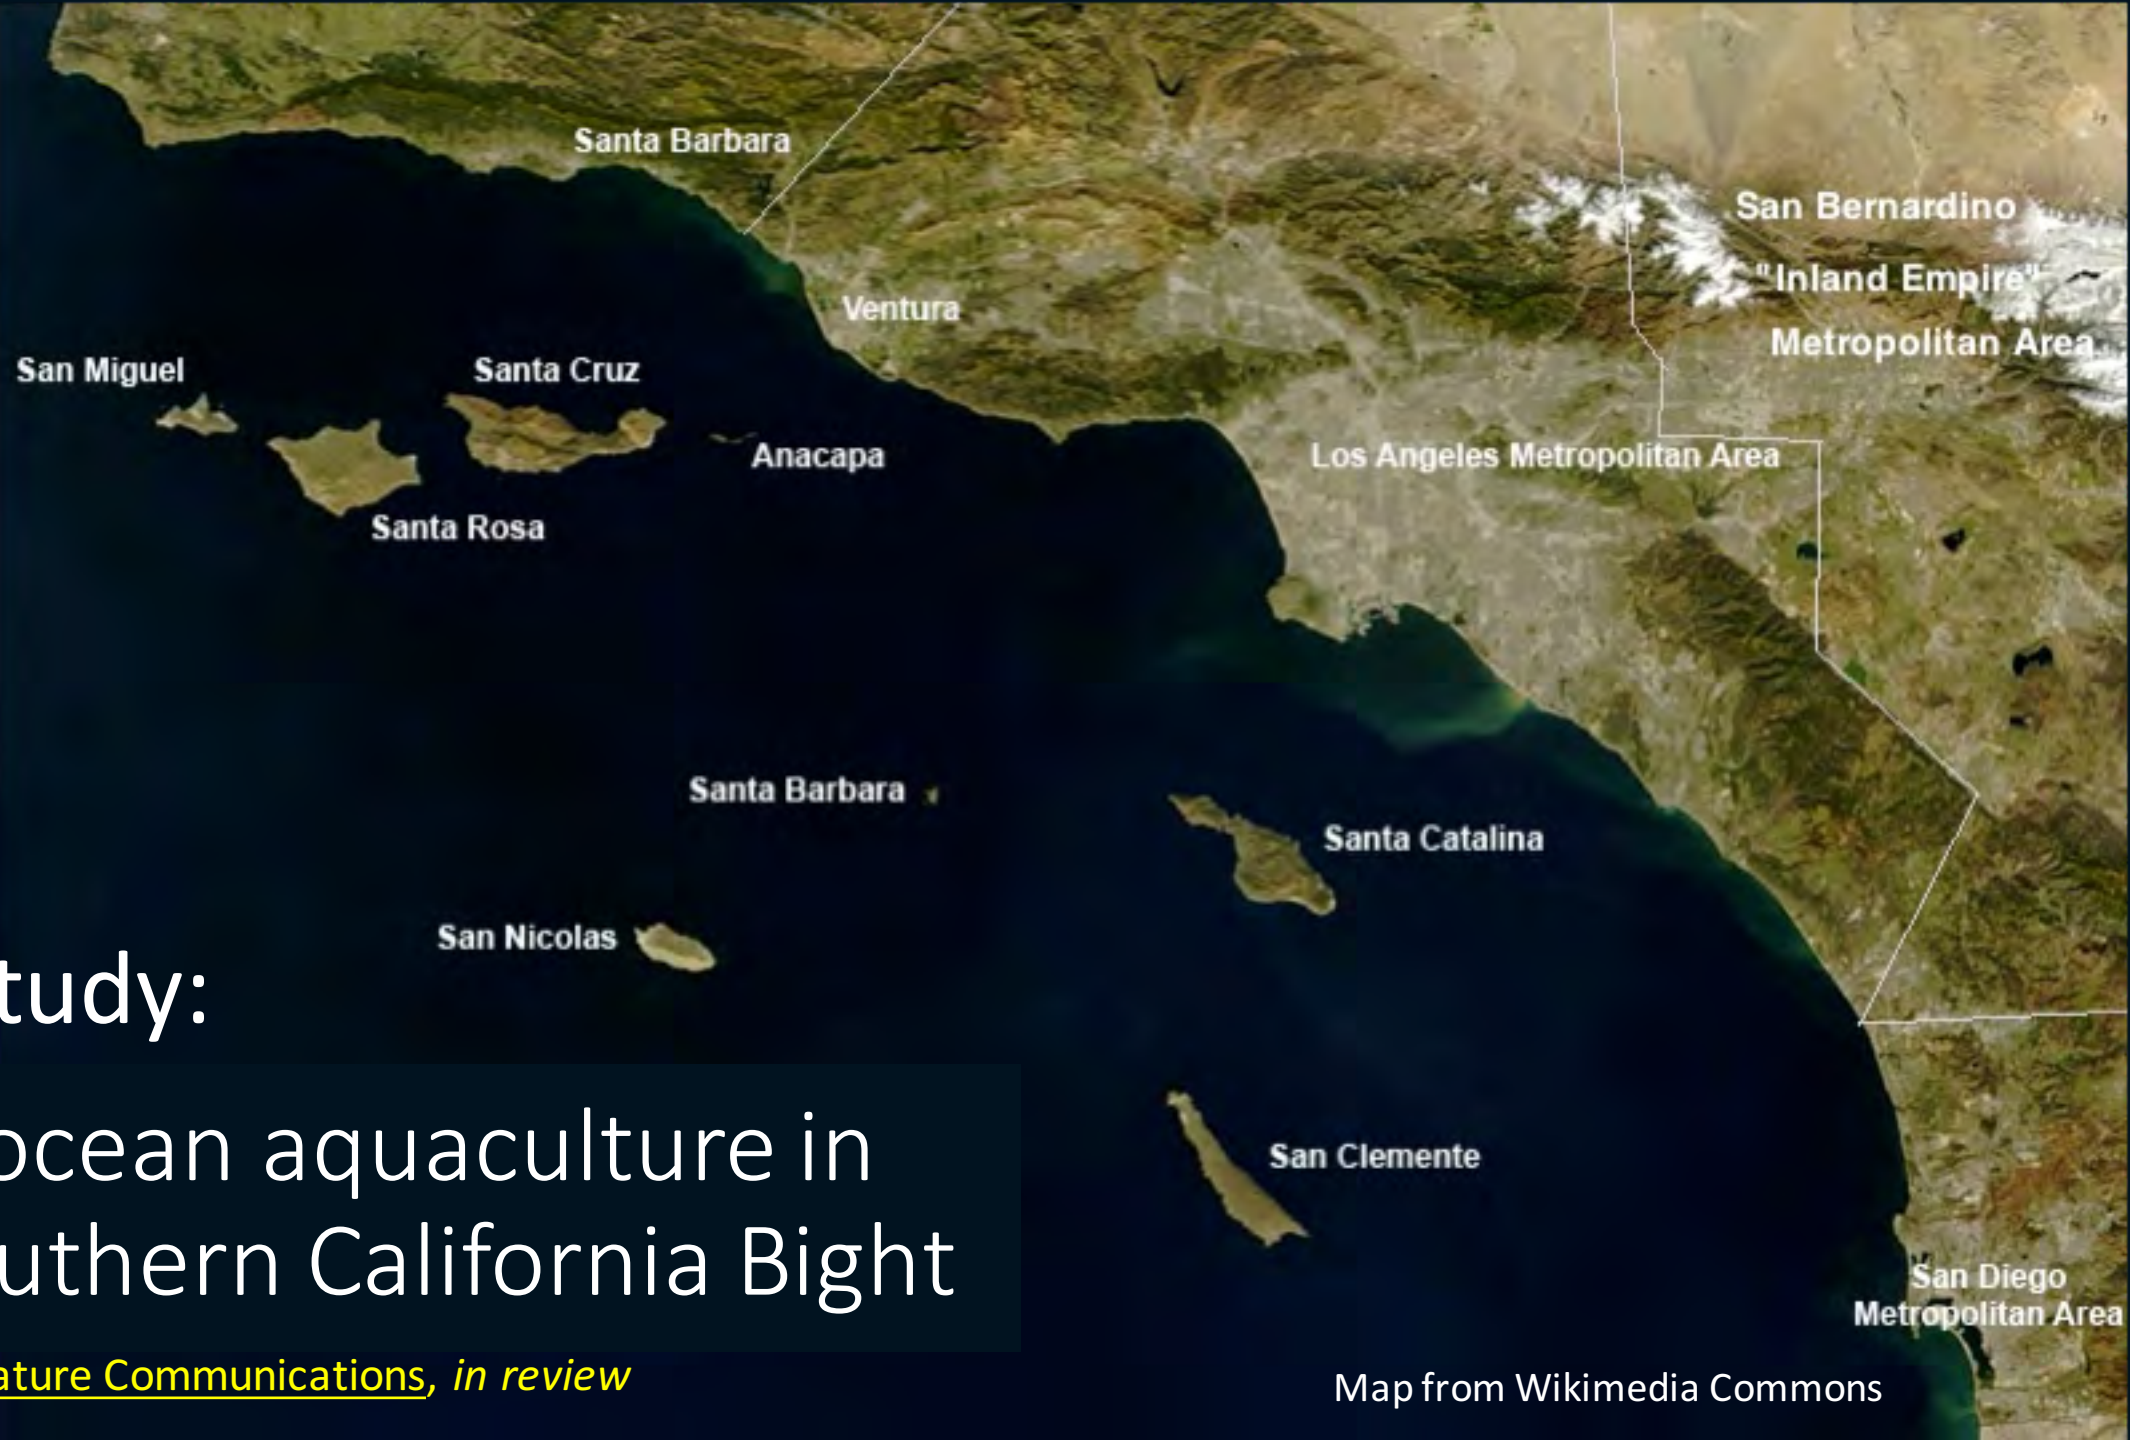 Santa Barbara
San Bernardino
"Inland Empire"
Metropolitan Area
Ventura
San Miguel
Santa Cruz
Anacapa
Los Angeles Metropolitan Area
Santa Rosa
Santa Barbara
Santa Catalina
San Nicolas
tudy:
ocean aquaculture in
uthern California Bight
San Clemente
San Diego
Metropolitan Area
ature Communications, in review
Map from Wikimedia Commons